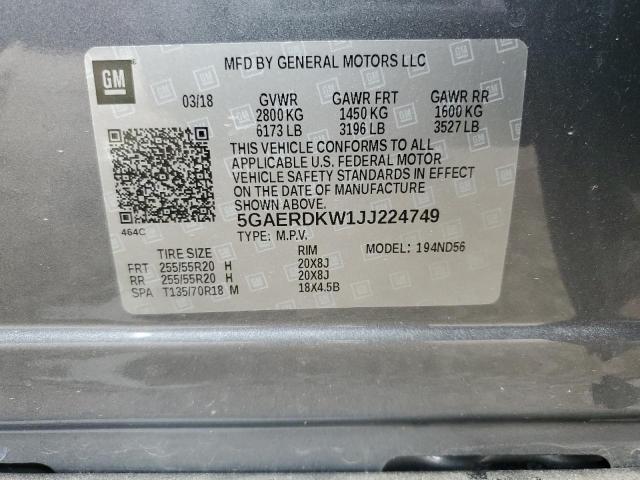 GM
MFD BY GENERAL MOTORS LLC
03/18 GVWR GAWR FRT GAWR RR
2800 KG 1450 KG 1600 KG
6173 LB 3196 LB 3527 LB
THIS VEHICLE CONFORMS TO ALL
APPLICABLE U.S. FEDERAL MOTOR
VEHICLE SAFETY STANDARDS IN EFFECT
ON THE DATE OF MANUFACTURE
SHOWN ABOVE.
464C
5GAERDKW1JJ224749
TYPE: M.P.V. MODEL: 194ND56
TIRE SIZE RIM
FRT 255/55R20 H 20X8J
RR 255/55R20 H 20X8J
SPA T135/70R18 M 18X4.5B